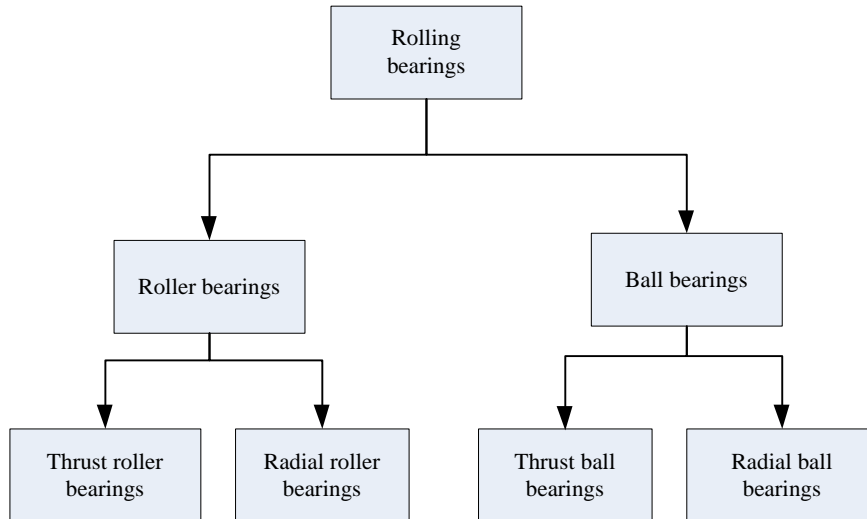 Rolling
bearings
Roller bearings
Ball bearings
Thrust roller
bearings
Radial roller
bearings
Thrust ball
bearings
Radial ball
bearings